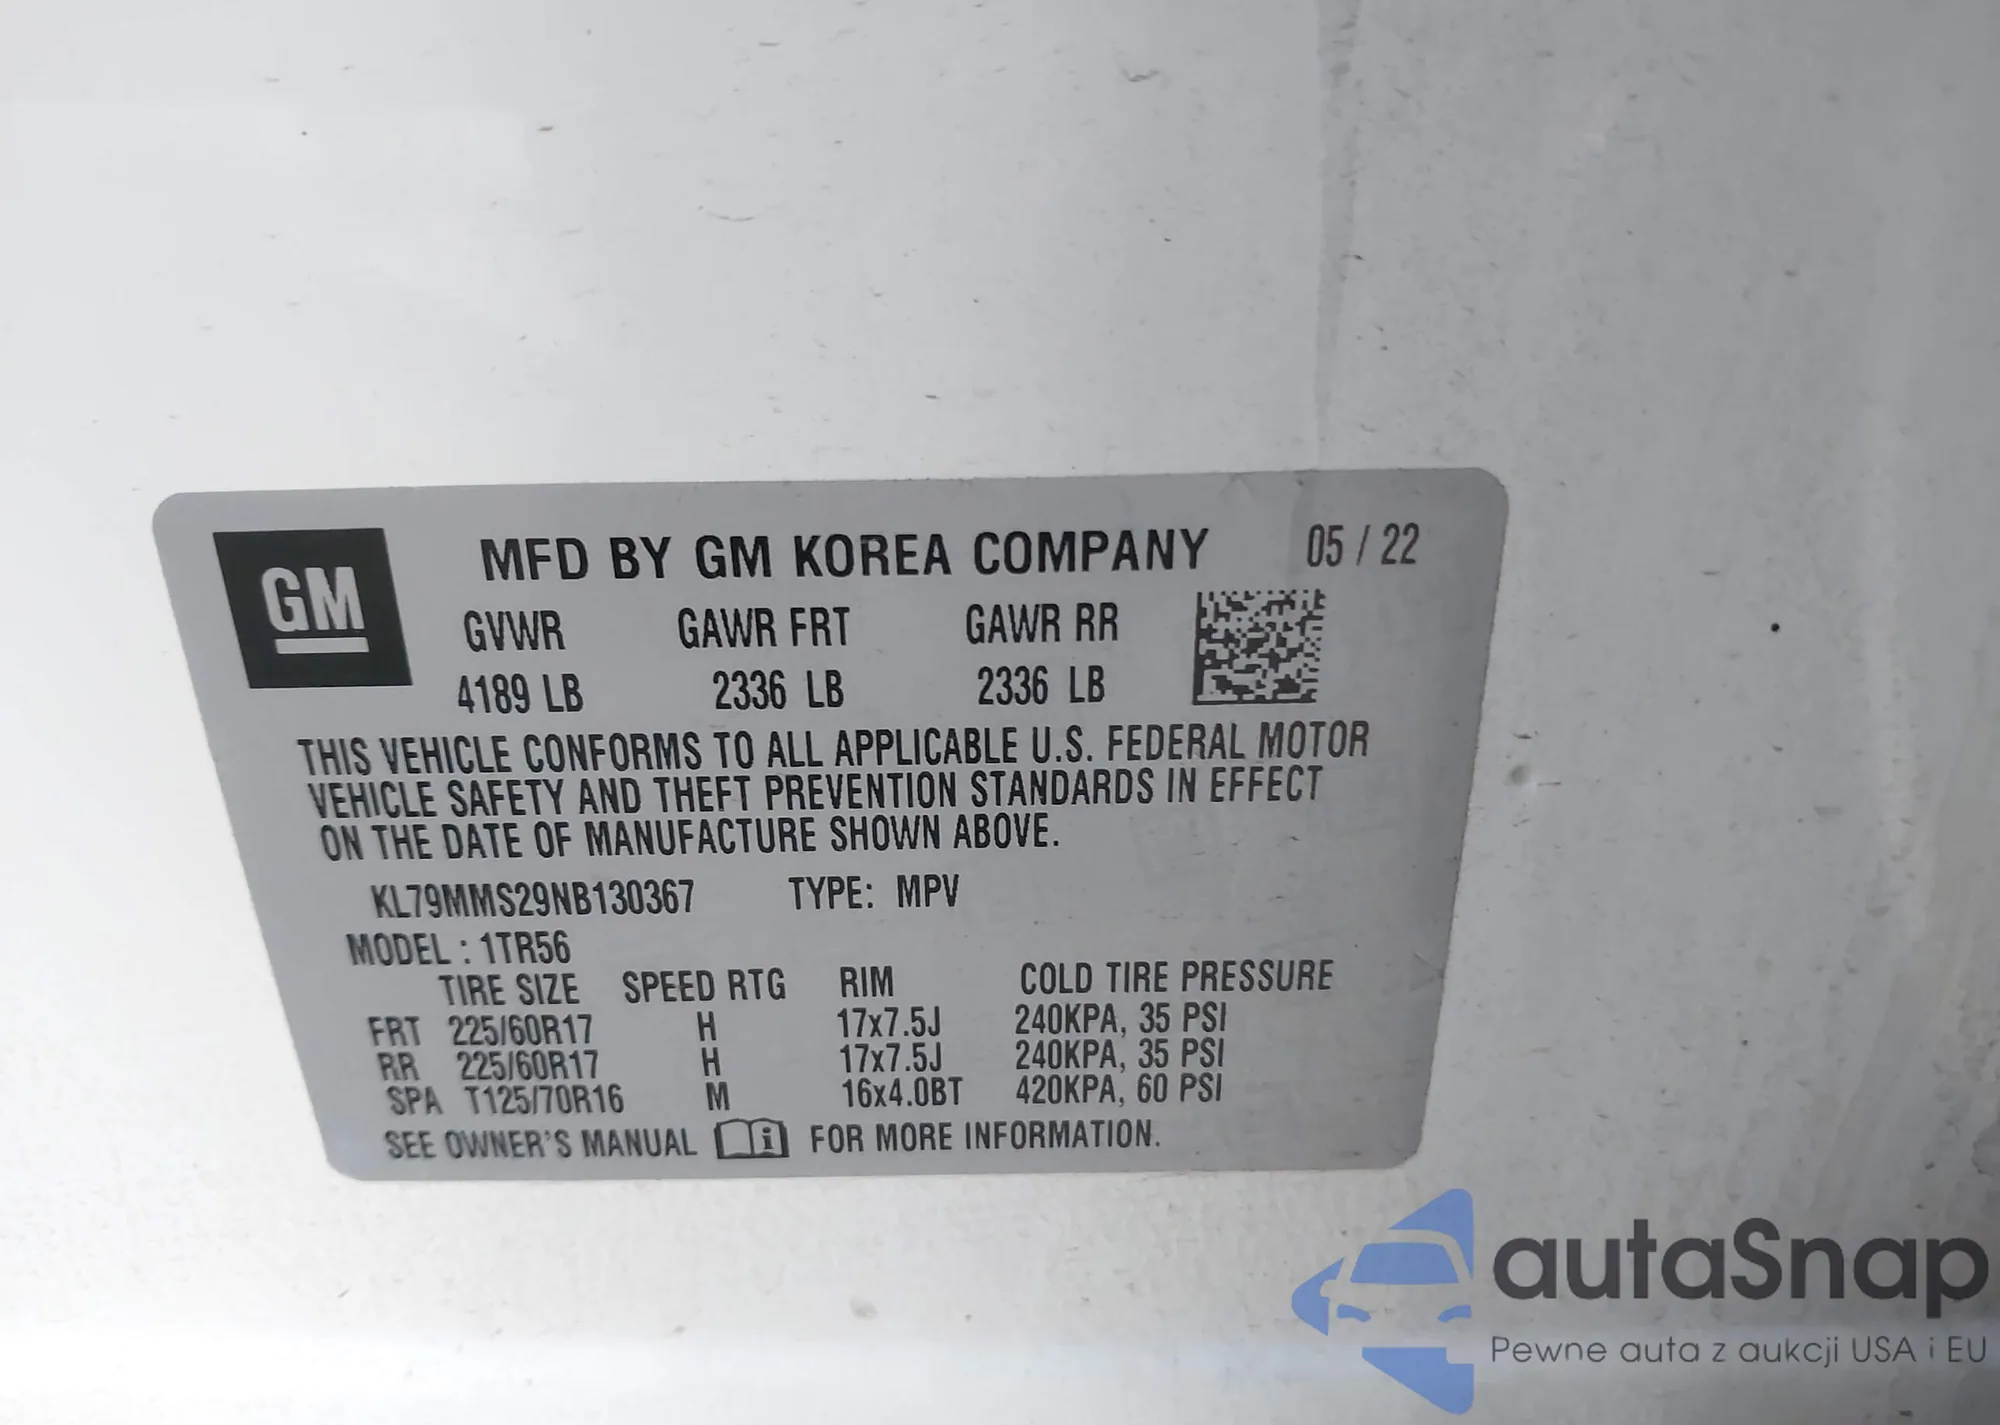 GM
MFD BY GM KOREA COMPANY 05 / 22
GVWR GAWR FRT GAWR RR
4189 LB 2336 LB 2336 LB
THIS VEHICLE CONFORMS TO ALL APPLICABLE U.S. FEDERAL MOTOR
VEHICLE SAFETY AND THEFT PREVENTION STANDARDS IN EFFECT
ON THE DATE OF MANUFACTURE SHOWN ABOVE.
KL79MMS29NB130367 TYPE: MPV
MODEL : 1TR56
TIRE SIZE SPEED RTG RIM COLD TIRE PRESSURE
FRT 225/60R17 H 17x7.5J 240KPA, 35 PSI
RR 225/60R17 H 17x7.5J 240KPA, 35 PSI
SPA T125/70R16 M 16x4.0BT 420KPA, 60 PSI
SEE OWNER'S MANUAL FOR MORE INFORMATION.
autaSnap
Pewne auta z aukcji USA i EU